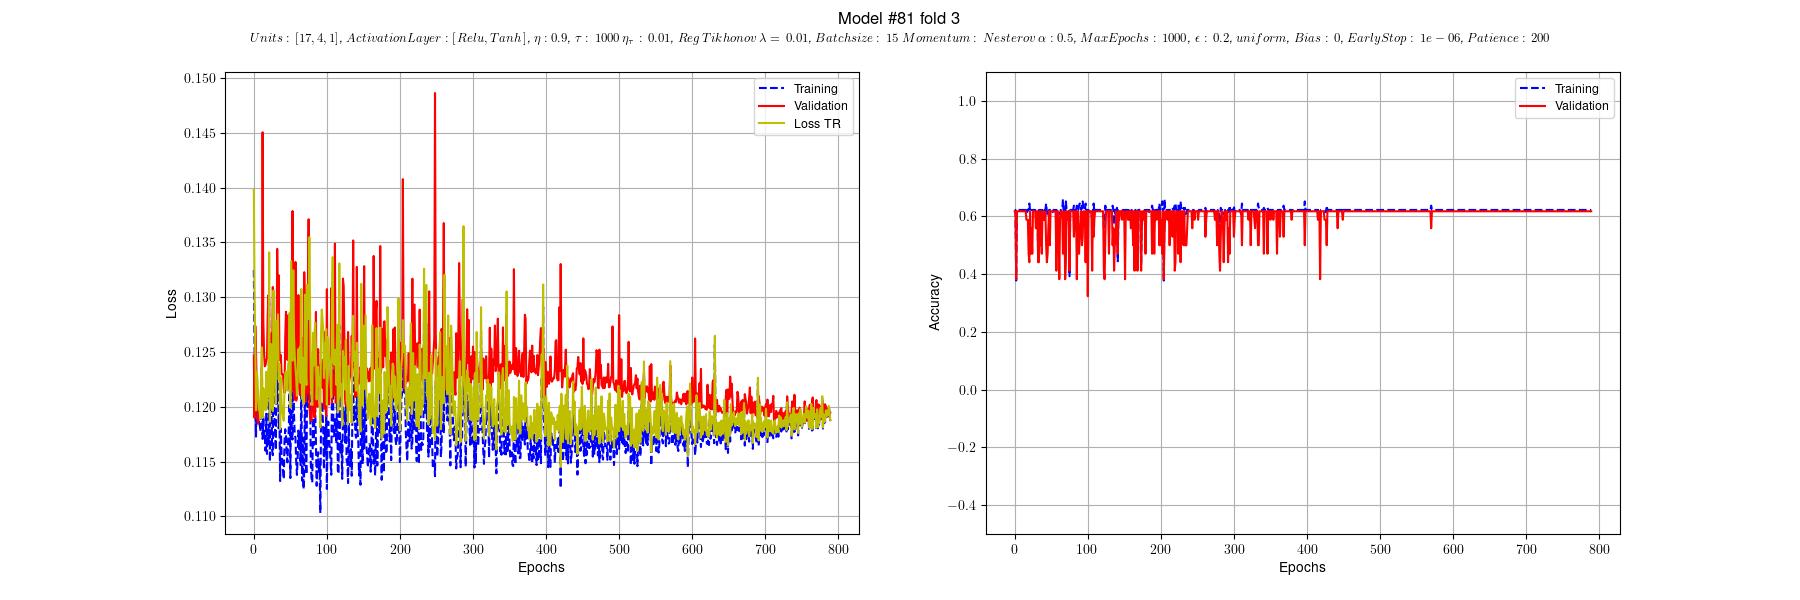 Model #81 fold 3
Units : [17, 4, 1], ActivationLayer : [Relu, Tanh], η : 0.9, τ : 1000 η_τ : 0.01, Reg Tikhonov λ = 0.01, Batchsize : 15 Momentum : Nesterov α : 0.5, MaxEpochs : 1000, ϵ : 0.2, uniform, Bias : 0, EarlyStop : 1e − 06, Patience : 200
Loss
0.150
0.145
0.140
0.135
0.130
0.125
0.120
0.115
0.110
Training
Validation
Loss TR
0 100 200 300 400 500 600 700 800
Epochs
Accuracy
1.0
0.8
0.6
0.4
0.2
0.0
−0.2
−0.4
Training
Validation
0 100 200 300 400 500 600 700 800
Epochs